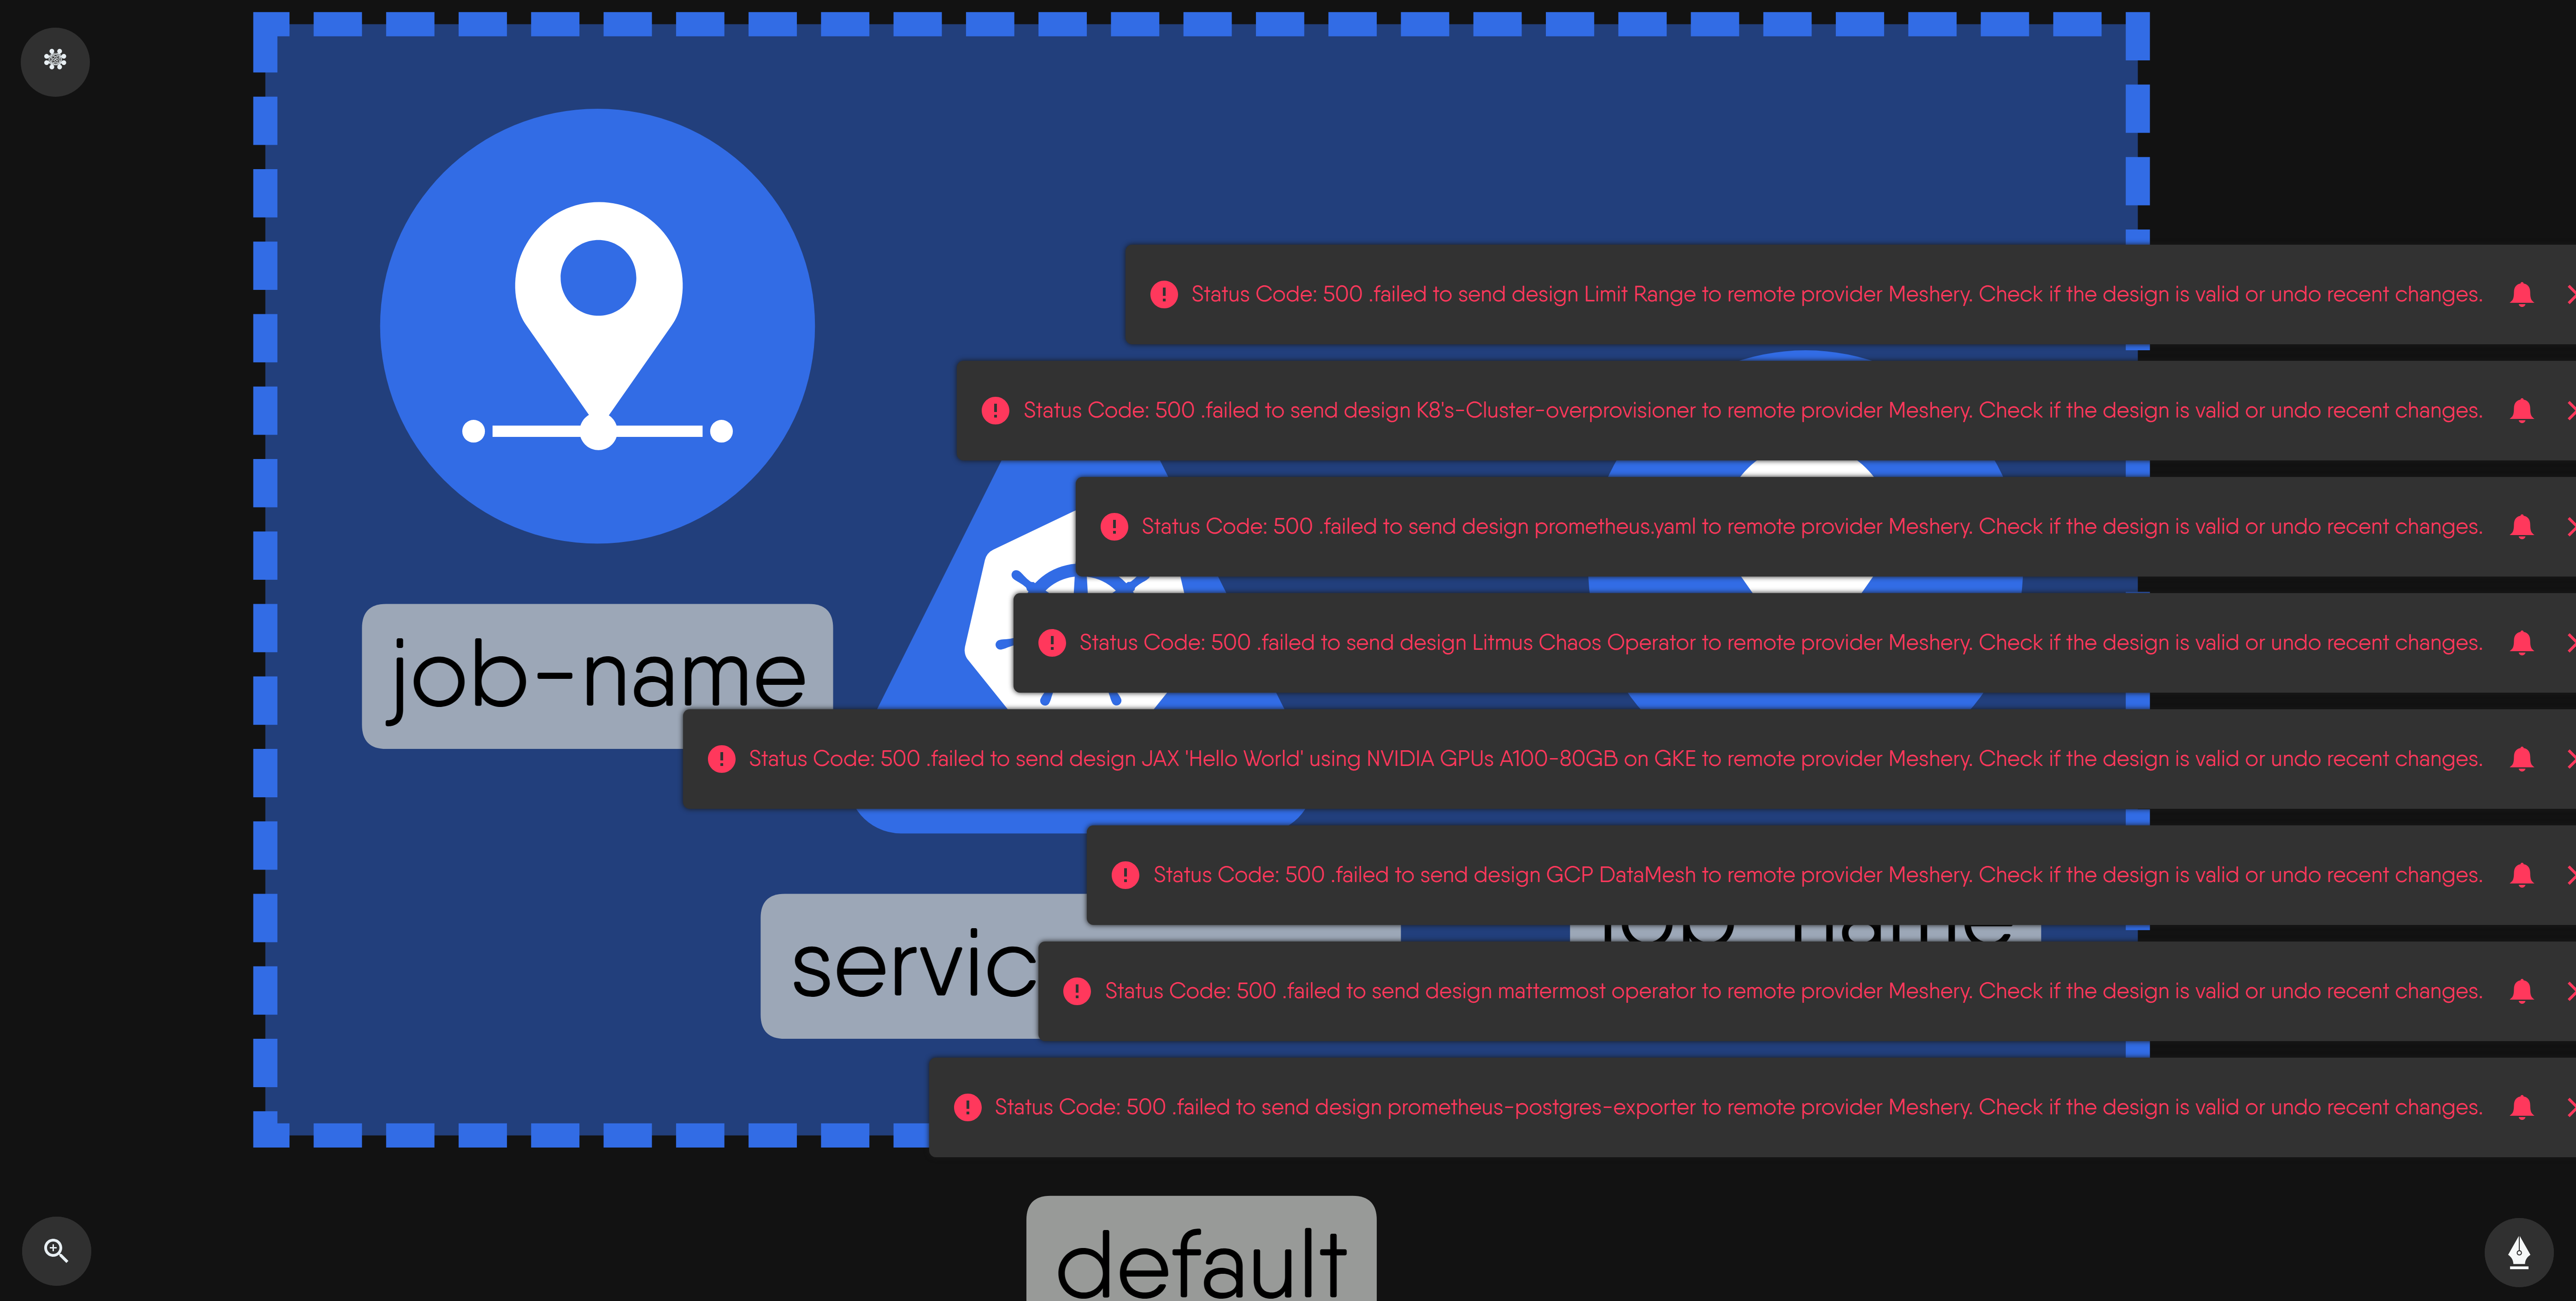 Status Code: 500 .failed to send design Limit Range to remote provider Meshery. Check if the design is valid or undo recent changes.
Status Code: 500 .failed to send design K8's-Cluster-overprovisioner to remote provider Meshery. Check if the design is valid or undo recent changes.
Status Code: 500 .failed to send design prometheus.yaml to remote provider Meshery. Check if the design is valid or undo recent changes.
Status Code: 500 .failed to send design Litmus Chaos Operator to remote provider Meshery. Check if the design is valid or undo recent changes.
job-name
Status Code: 500 .failed to send design JAX 'Hello World' using NVIDIA GPUs A100-80GB on GKE to remote provider Meshery. Check if the design is valid or undo recent changes.
Status Code: 500 .failed to send design GCP DataMesh to remote provider Meshery. Check if the design is valid or undo recent changes.
servic
Status Code: 500 .failed to send design mattermost operator to remote provider Meshery. Check if the design is valid or undo recent changes.
Status Code: 500 .failed to send design prometheus-postgres-exporter to remote provider Meshery. Check if the design is valid or undo recent changes.
default